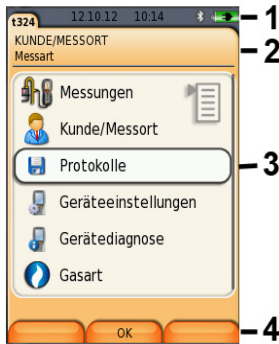 t324 12.10.12 10:14 1
KUNDE/MESSORT 2
Messart
Messungen
Kunde/Messort
Protokolle 3
Geräteeinstellungen
Gerätediagnose
Gasart
OK 4